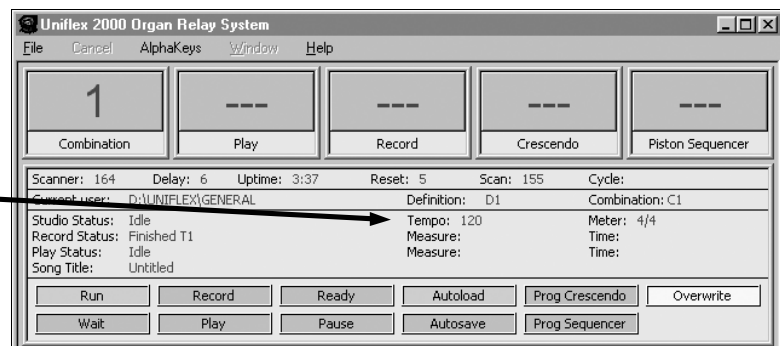 Uniflex 2000 Organ Relay System
File Cancel AlphaKeys Window Help
1 --- --- --- ---
Combination Play Record Crescendo Piston Sequencer
Scanner: 164 Delay: 6 Uptime: 3:37 Reset: 5 Scan: 155 Cycle:
Current user: D:\UNIFLEX\GENERAL Definition: D1 Combination: C1
Studio Status: Idle Tempo: 120 Meter: 4/4
Record Status: Finished T1 Measure: Time:
Play Status: Idle Measure: Time:
Song Title: Untitled
Run Record Ready Autoload Prog Crescendo Overwrite
Wait Play Pause Autosave Prog Sequencer